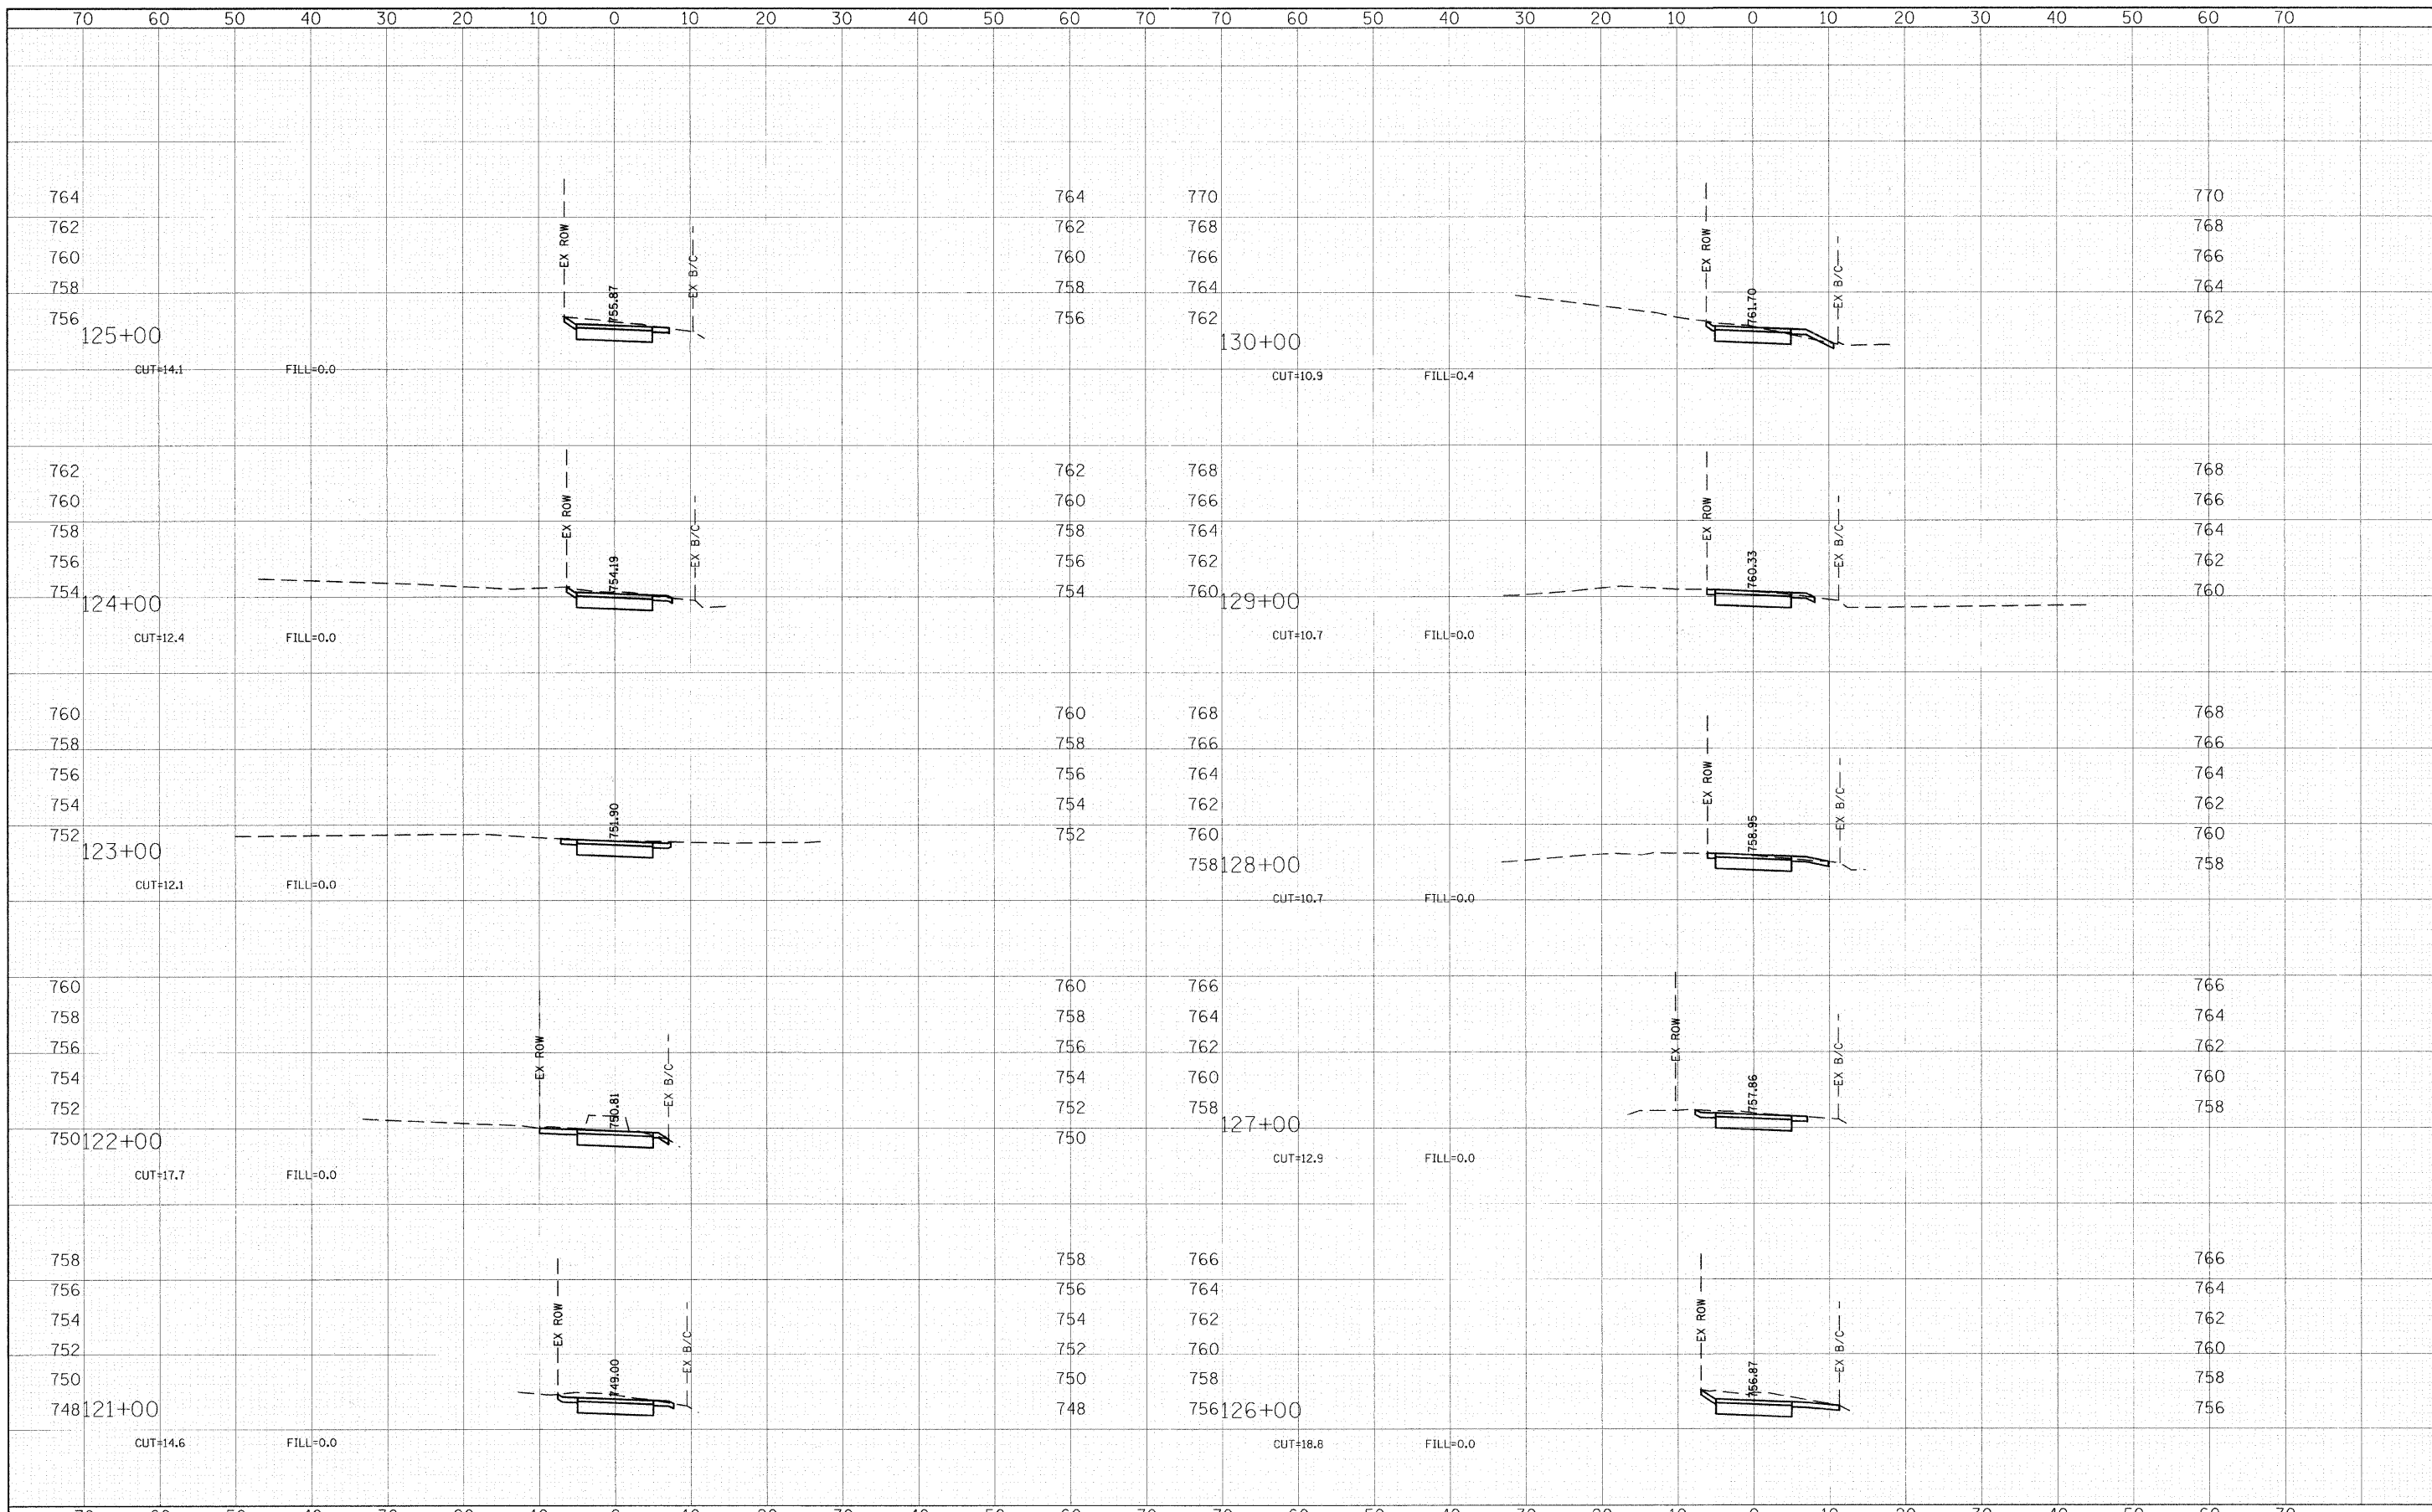 70 60 50 40 30 20 10 0 10 20 30 40 50 60 70 60 50 40 30 20 10 0 10 20 30 40 50 60 70
70
764 764
762 762
760 760
758 758
756 756
EX ROW
755.87
EX B/C
125+00
CUT=14.1 FILL=0.0
762 762
760 760
758 758
756 756
754 754
EX ROW
754.19
EX B/C
124+00
CUT=12.4 FILL=0.0
760 760
758 758
756 756
754 754
752 752
751.90
123+00
CUT=12.1 FILL=0.0
760 760
758 758
756 756
754 754
752 752
750 750
EX ROW
750.81
EX B/C
122+00
CUT=17.7 FILL=0.0
758 758
756 756
754 754
752 752
750 750
748 748
EX ROW
749.00
EX B/C
121+00
CUT=14.6 FILL=0.0
770 770
768 768
766 766
764 764
762 762
EX ROW
761.70
EX B/C
130+00
CUT=10.9 FILL=0.4
768 768
766 766
764 764
762 762
760 760
EX ROW
760.33
EX B/C
129+00
CUT=10.7 FILL=0.0
768 768
766 766
764 764
762 762
760 760
758 758
EX ROW
758.95
EX B/C
128+00
CUT=10.7 FILL=0.0
766 766
764 764
762 762
760 760
758 758
EX ROW
757.86
EX B/C
127+00
CUT=12.9 FILL=0.0
766 766
764 764
762 762
760 760
758 758
756 756
EX ROW
756.87
EX B/C
126+00
CUT=18.8 FILL=0.0